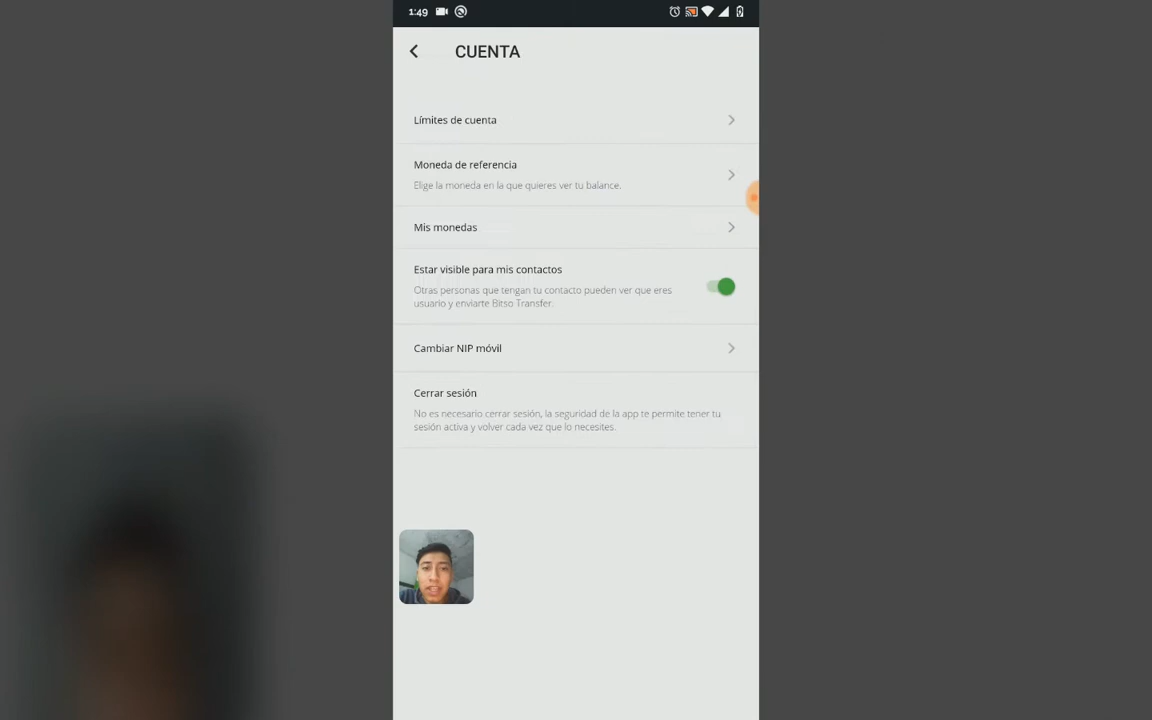 1:49
CUENTA
Límites de cuenta
Moneda de referencia
Elige la moneda en la que quieres ver tu balance.
Mis monedas
Estar visible para mis contactos
Otras personas que tengan tu contacto pueden ver que eres
usuario y enviarte Bitso Transfer.
Cambiar NIP móvil
Cerrar sesión
No es necesario cerrar sesión, la seguridad de la app te permite tener tu
sesión activa y volver cada vez que lo necesites.